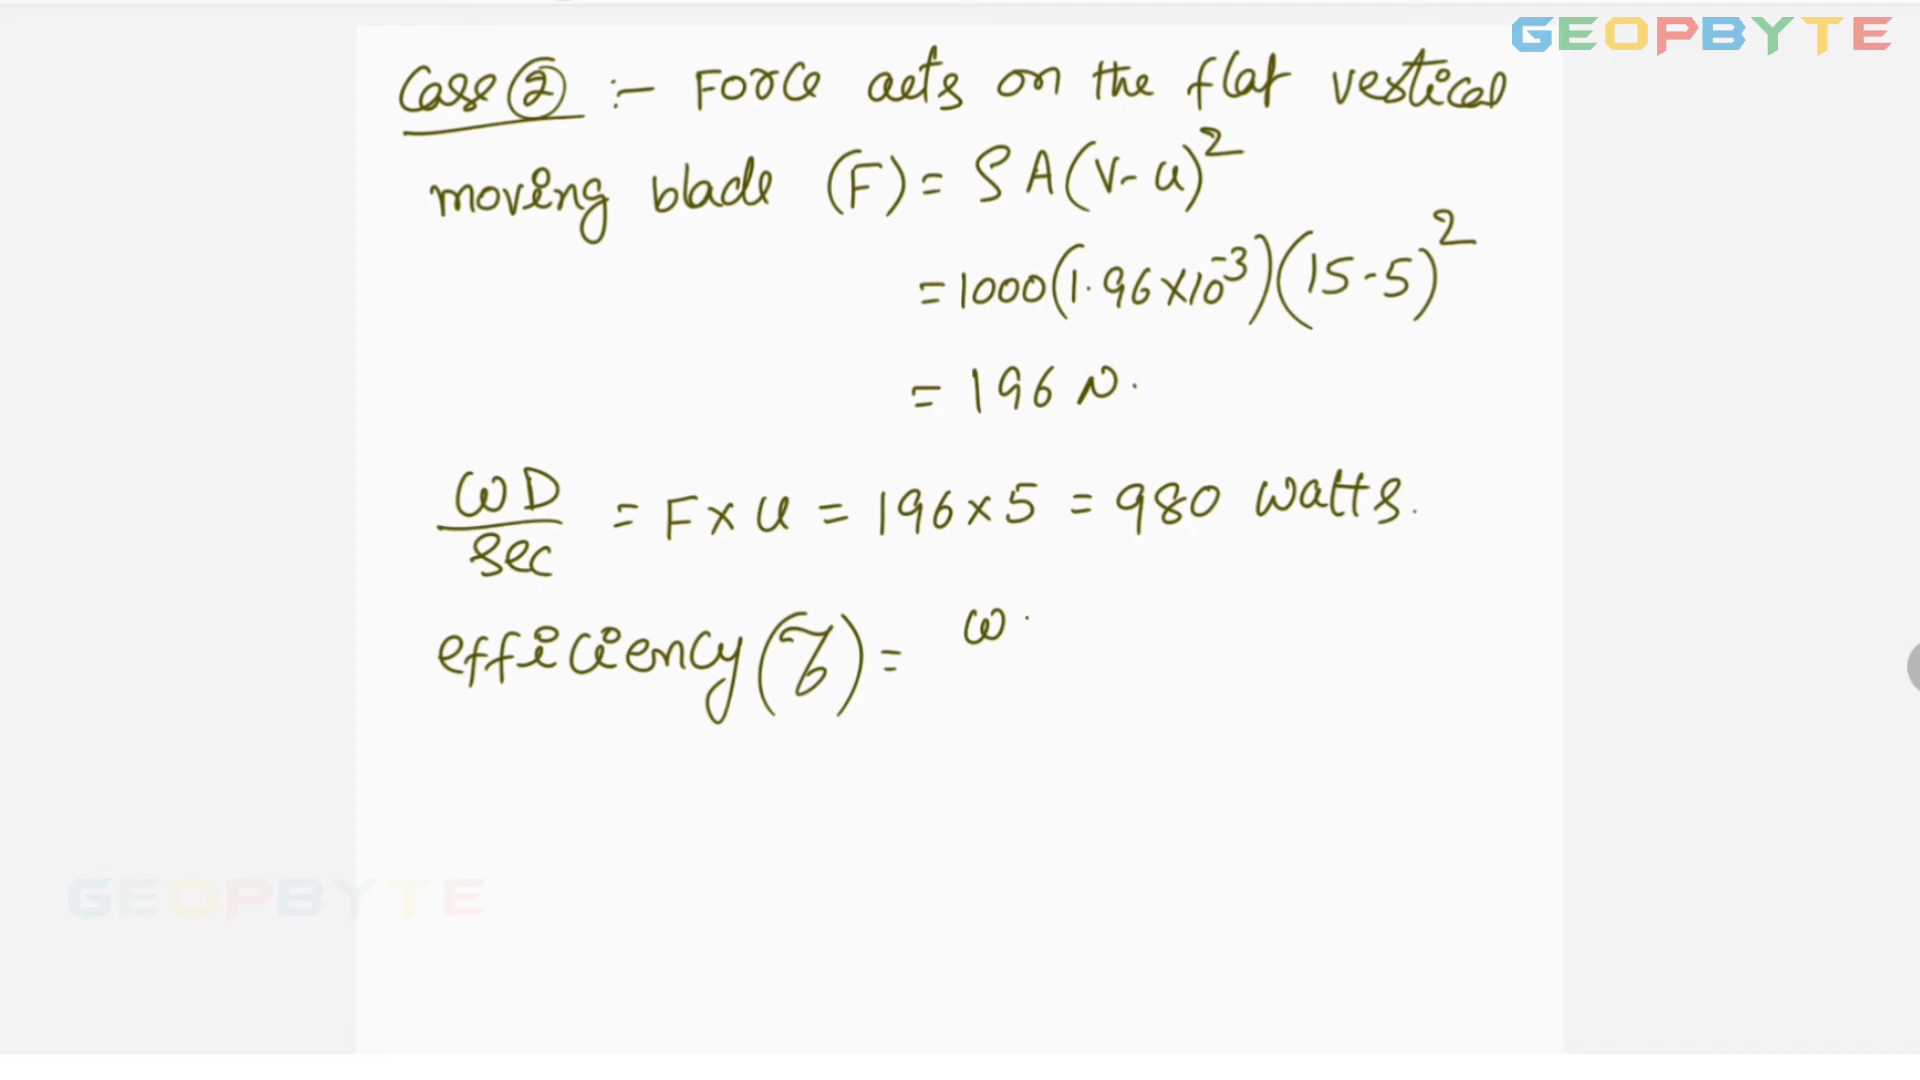 GEOPBYTE
Case ② :- Force acts on the flat vertical
moving blade (F) = ρA(V-u)²
= 1000(1.96×10⁻³)(15-5)²
= 196 N.
WD/sec = F×u = 196×5 = 980 watts.
efficiency(η) = W.
GEOPBYTE